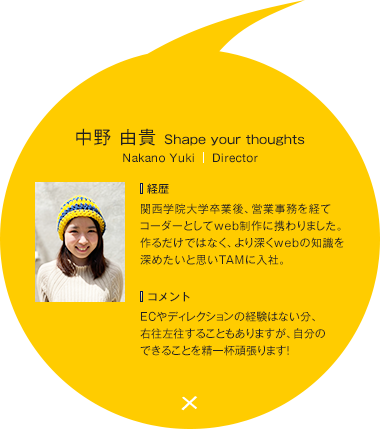 中野 由貴 Shape your thoughts
Nakano Yuki | Director
経歴
関西学院大学卒業後、営業事務を経て
コーダーとしてweb制作に携わりました。
作るだけではなく、より深くwebの知識を
深めたいと思いTAMに入社。
コメント
ECやディレクションの経験はない分、
右往左往することもありますが、自分の
できることを精一杯頑張ります!